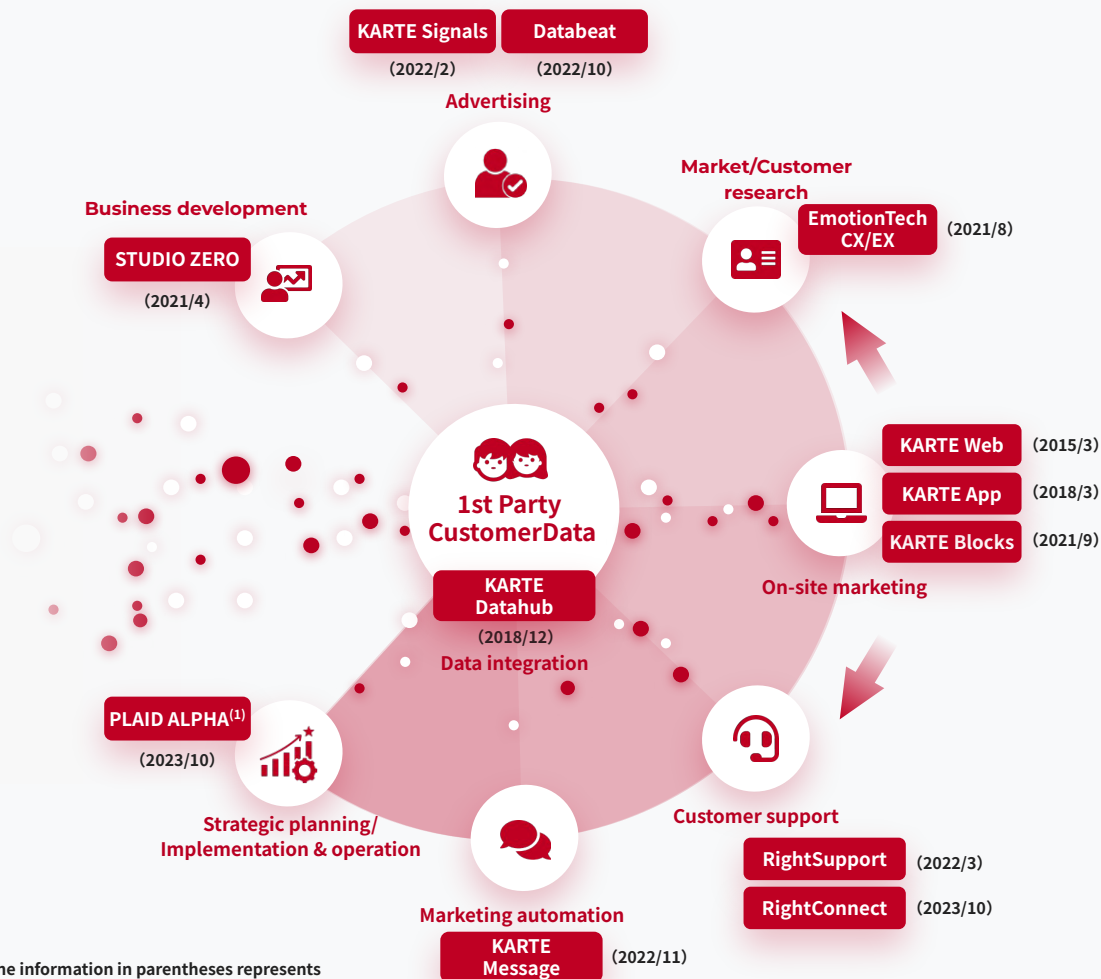 KARTE Signals
Databeat
(2022/2)
(2022/10)
Advertising
Market/Customer
research
EmotionTech
CX/EX
(2021/8)
Business development
STUDIO ZERO
(2021/4)
KARTE Web
(2015/3)
KARTE App
(2018/3)
KARTE Blocks
(2021/9)
On-site marketing
1st Party
CustomerData
KARTE
Datahub
(2018/12)
Data integration
PLAID ALPHA(1)
(2023/10)
Strategic planning/
Implementation & operation
Customer support
RightSupport
(2022/3)
RightConnect
(2023/10)
Marketing automation
KARTE
Message
(2022/11)
information in parentheses represents